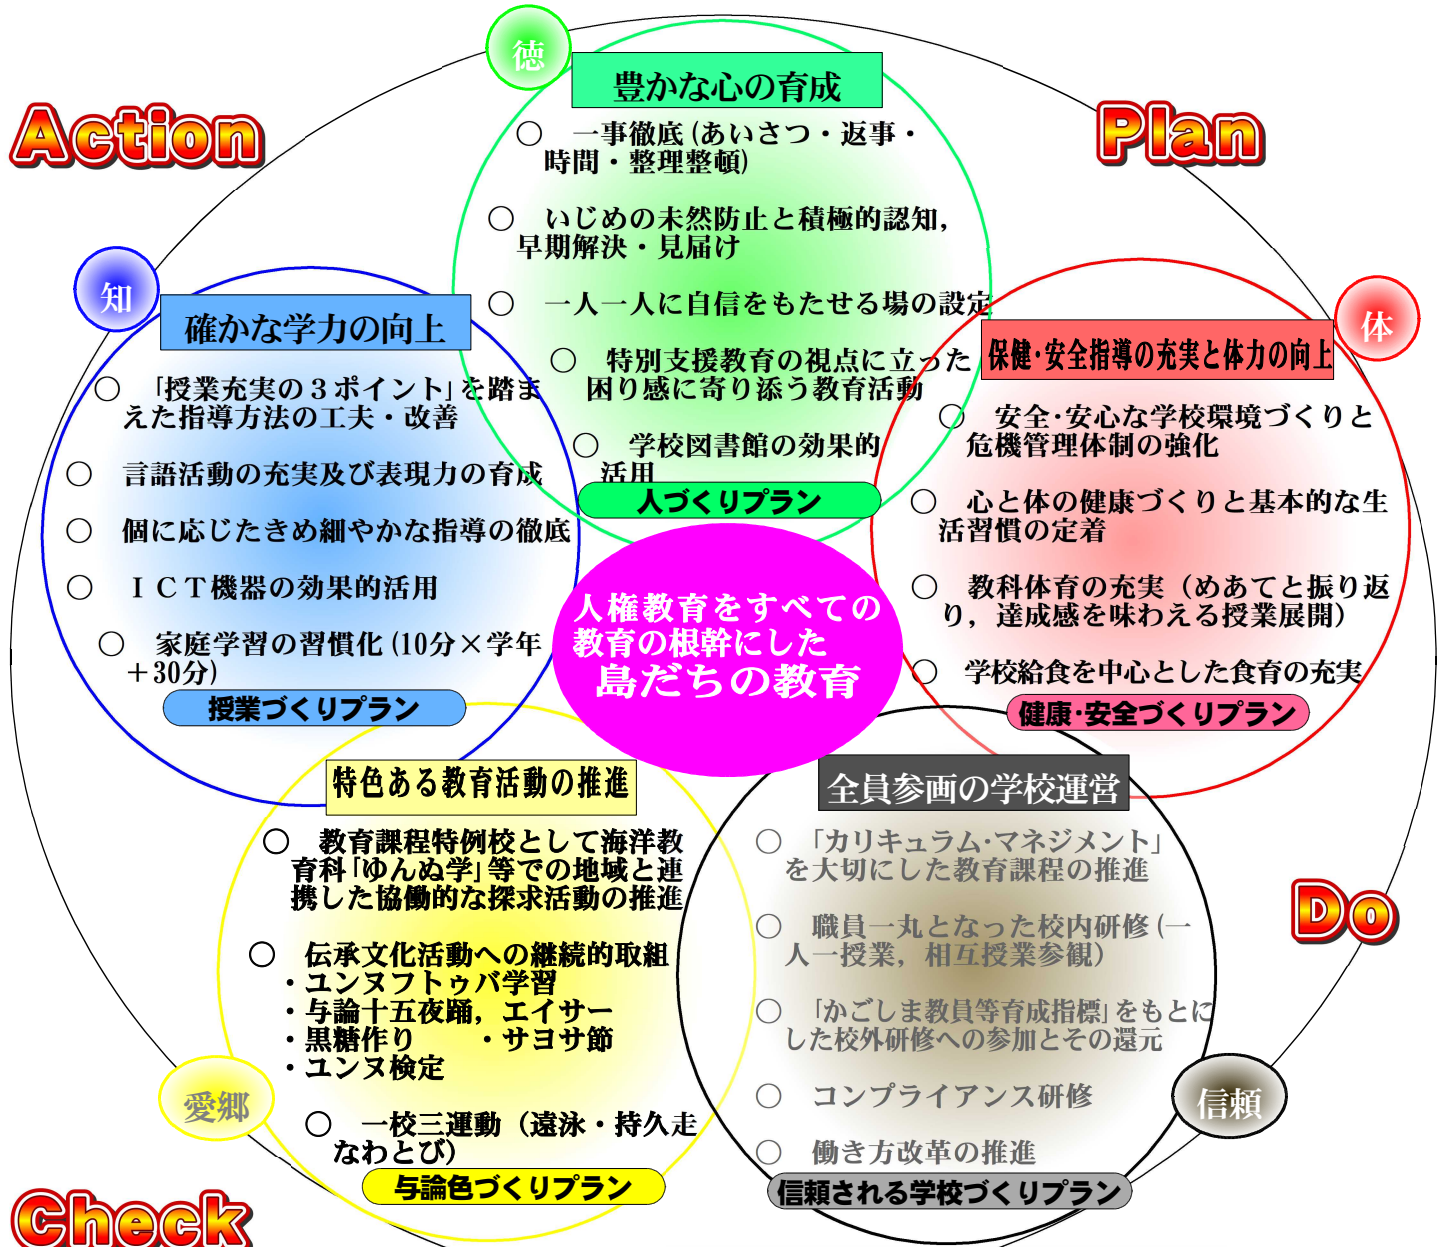 Action
Plan
徳
豊かな心の育成
○　一事徹底(あいさつ・返事・
時間・整理整頓)
○　いじめの未然防止と積極的認知，
早期解決・見届け
○　一人一人に自信をもたせる場の設定
○　特別支援教育の視点に立った
困り感に寄り添う教育活動
○　学校図書館の効果的
活用
人づくりプラン
知
確かな学力の向上
○　「授業充実の３ポイント」を踏ま
えた指導方法の工夫・改善
○　言語活動の充実及び表現力の育成
○　個に応じたきめ細やかな指導の徹底
○　ＩＣＴ機器の効果的活用
○　家庭学習の習慣化(10分×学年
＋30分)
授業づくりプラン
体
保健・安全指導の充実と体力の向上
○　安全・安心な学校環境づくりと
危機管理体制の強化
○　心と体の健康づくりと基本的な生
活習慣の定着
○　教科体育の充実（めあてと振り返
り，達成感を味わえる授業展開）
○　学校給食を中心とした食育の充実
健康・安全づくりプラン
人権教育をすべての
教育の根幹にした
島だちの教育
特色ある教育活動の推進
○　教育課程特例校として海洋教
育科「ゆんぬ学」等での地域と連
携した協働的な探求活動の推進
○　伝承文化活動への継続的取組
・ユンヌフトゥバ学習
・与論十五夜踊，エイサー
・黒糖作り　　・サヨサ節
・ユンヌ検定
○　一校三運動（遠泳・持久走
なわとび）
与論色づくりプラン
愛郷
全員参画の学校運営
○　「カリキュラム・マネジメント」
を大切にした教育課程の推進
○　職員一丸となった校内研修(一
人一授業，相互授業参観）
○　「かごしま教員等育成指標」をもとに
した校外研修への参加とその還元
○　コンプライアンス研修
○　働き方改革の推進
信頼される学校づくりプラン
信頼
Do
Check